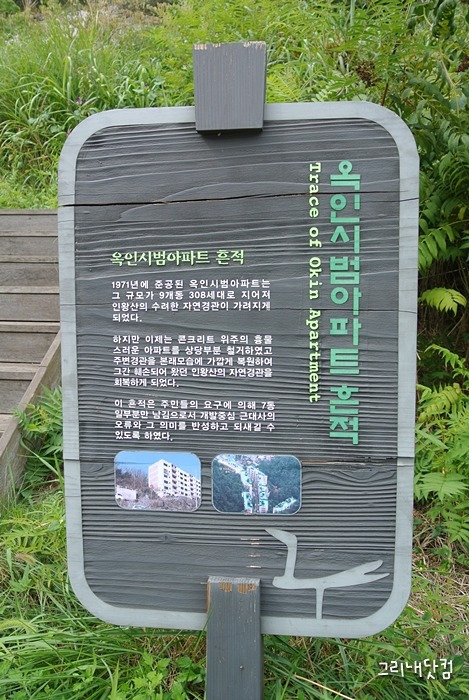 옥인시범아파트 흔적
Trace of Okin Apartment
옥인시범아파트 흔적
1971년에 준공된 옥인시범아파트는
그 규모가 9개동 308세대로 지어져
인왕산의 수려한 자연경관이 가려지게
되었다.
하지만 이제는 콘크리트 위주의 흉물
스러운 아파트를 상당부분 철거하였고
주변경관을 본래모습에 가깝게 복원하여
그간 훼손되어 왔던 인왕산의 자연경관을
회복하게 되었다.
이 흔적은 주민들의 요구에 의해 7동
일부분만 남김으로서 개발중심 근대사의
오류와 그 의미를 반성하고 되새길 수
있도록 하였다.
그리내닷컴